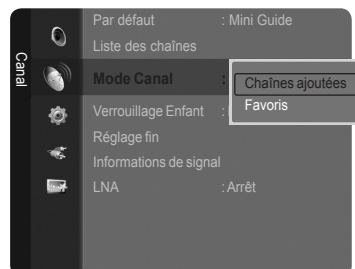 Canal
Par défaut : Mini Guide
Liste des chaînes
Mode Canal :
Chaînes ajoutées
Favoris
Verrouillage Enfant :
Réglage fin
Informations de signal
LNA : Arrêt